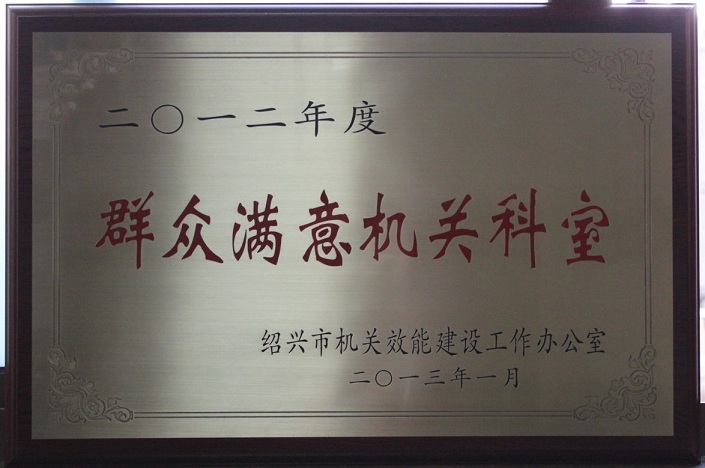 二〇一二年度
群众满意机关科室
绍兴市机关效能建设工作办公室
二〇一三年一月